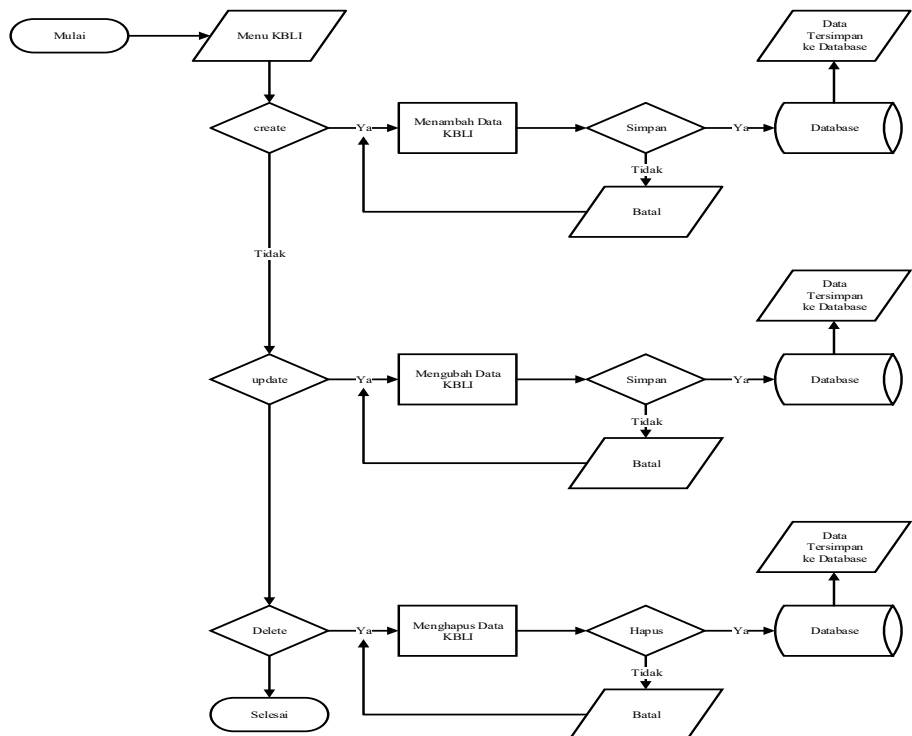 Mulai
Menu KBLI
Data
Tersimpan
ke Database
create
Ya
Menambah Data
KBLI
Simpan
Ya
Database
Tidak
Batal
Tidak
Data
Tersimpan
ke Database
update
Ya
Mengubah Data
KBLI
Simpan
Ya
Database
Tidak
Batal
Data
Tersimpan
ke Database
Delete
Ya
Menghapus Data
KBLI
Hapus
Ya
Database
Tidak
Selesai
Batal